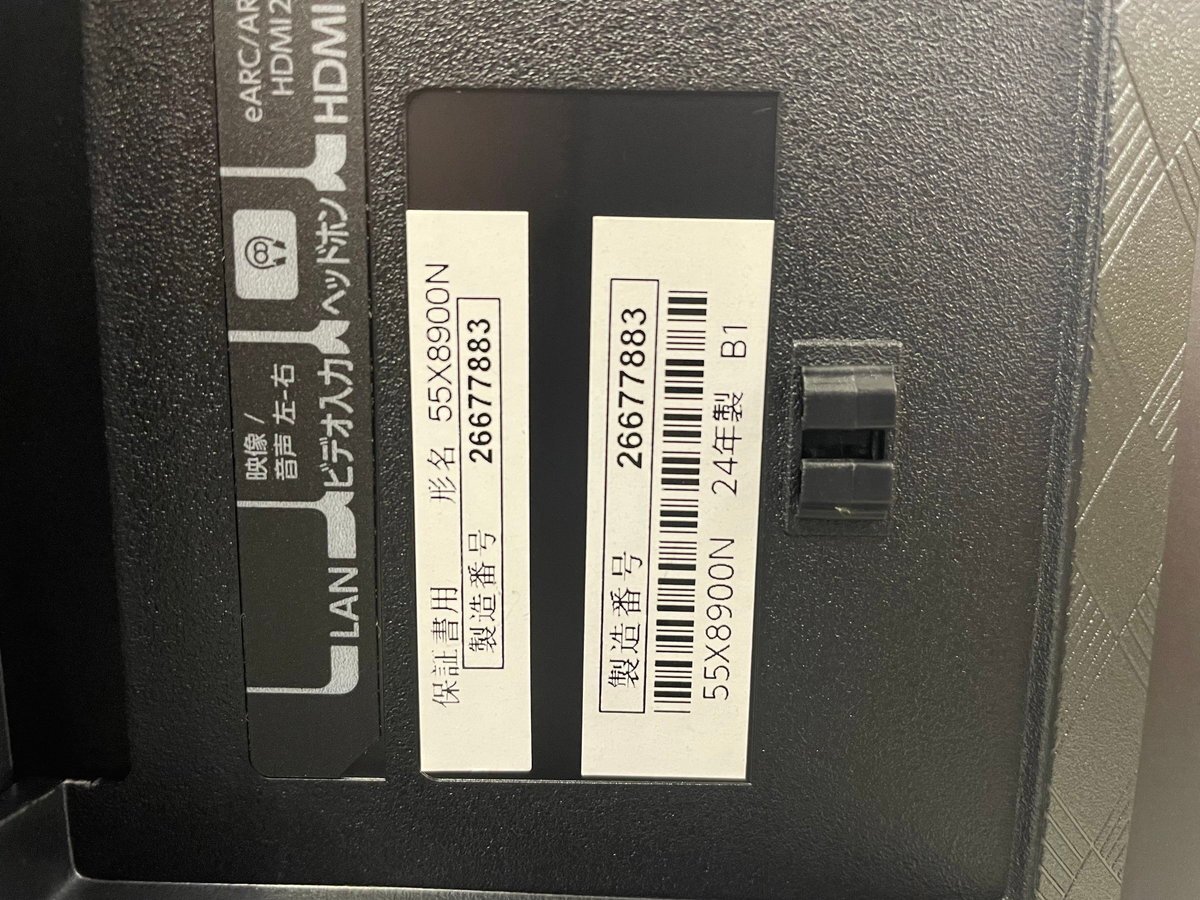 eARC/AR
HDMI 2
HDMI
ヘッドホン
映像 /
音声 左-右
ビデオ入力
LAN
保証書用 形名 55X8900N
製造番号 26677883
製造番号 26677883
55X8900N 24年製 B1